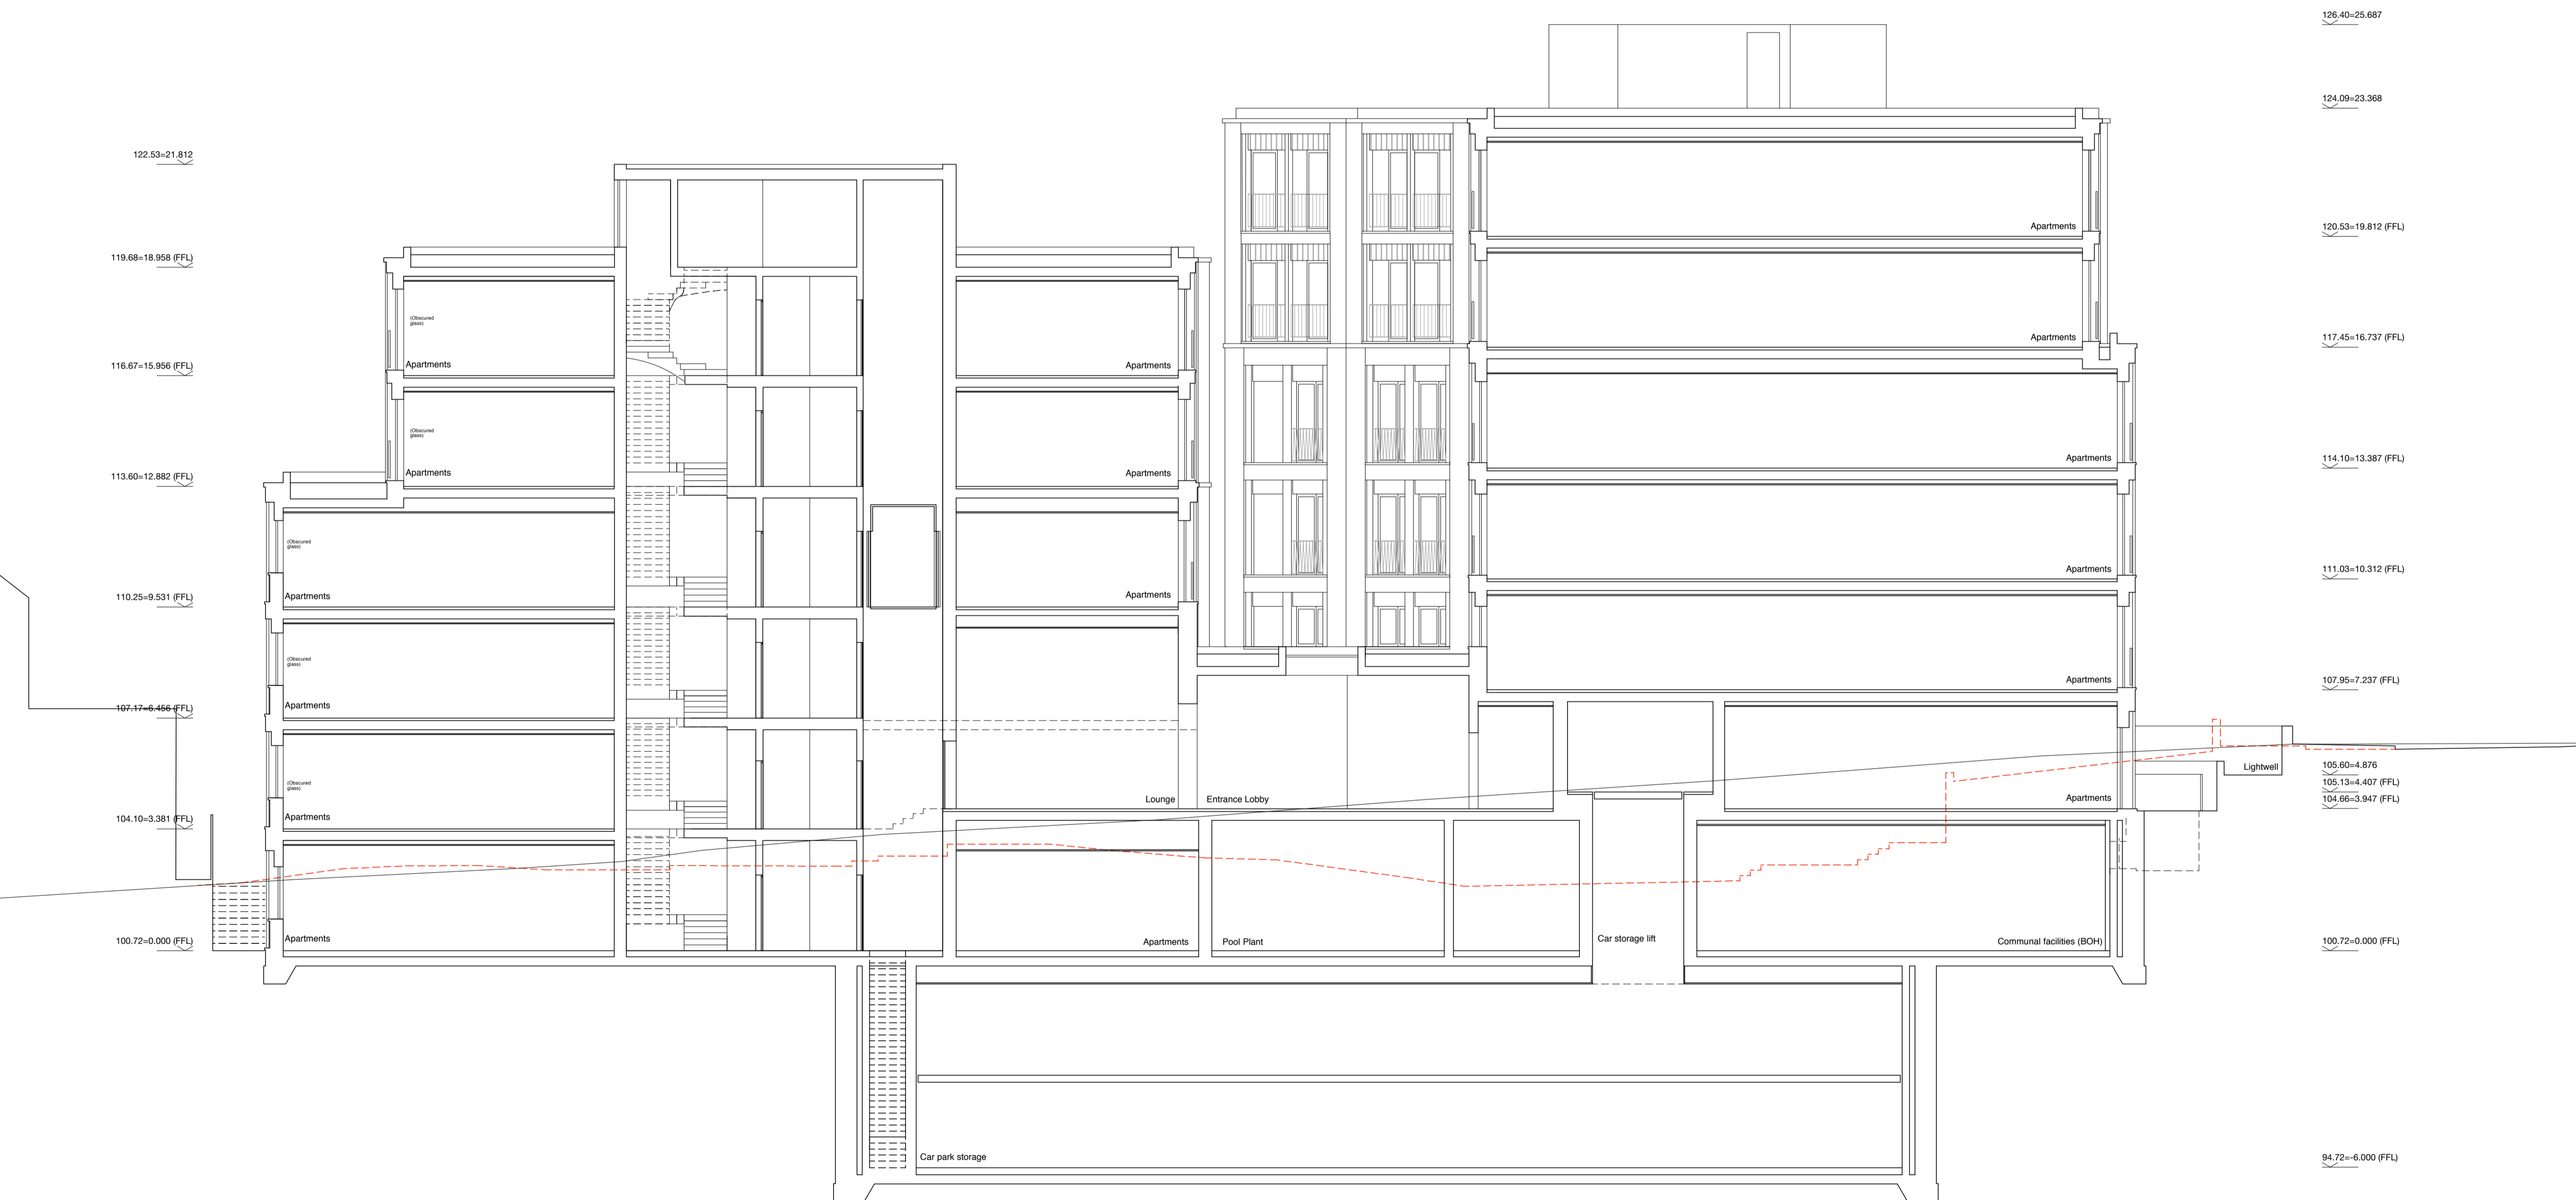 126.40=25.687
124.09=23.368
122.53=21.812
Apartments
120.53=19.812 (FFL)
119.68=18.958 (FFL)
(Obscured
glass)
Apartments
Apartments
Apartments
117.45=16.737 (FFL)
116.67=15.956 (FFL)
(Obscured
glass)
Apartments
Apartments
Apartments
114.10=13.387 (FFL)
113.60=12.882 (FFL)
(Obscured
glass)
Apartments
Apartments
Apartments
111.03=10.312 (FFL)
110.25=9.531 (FFL)
(Obscured
glass)
Apartments
Apartments
107.95=7.237 (FFL)
107.17=6.456 (FFL)
(Obscured
glass)
Lightwell
105.60=4.876
105.13=4.407 (FFL)
104.66=3.947 (FFL)
Lounge
Entrance Lobby
Apartments
104.10=3.381 (FFL)
Apartments
100.72=0.000 (FFL)
Apartments
Apartments
Pool Plant
Car storage lift
Communal facilities (BOH)
100.72=0.000 (FFL)
Car park storage
94.72=-6.000 (FFL)